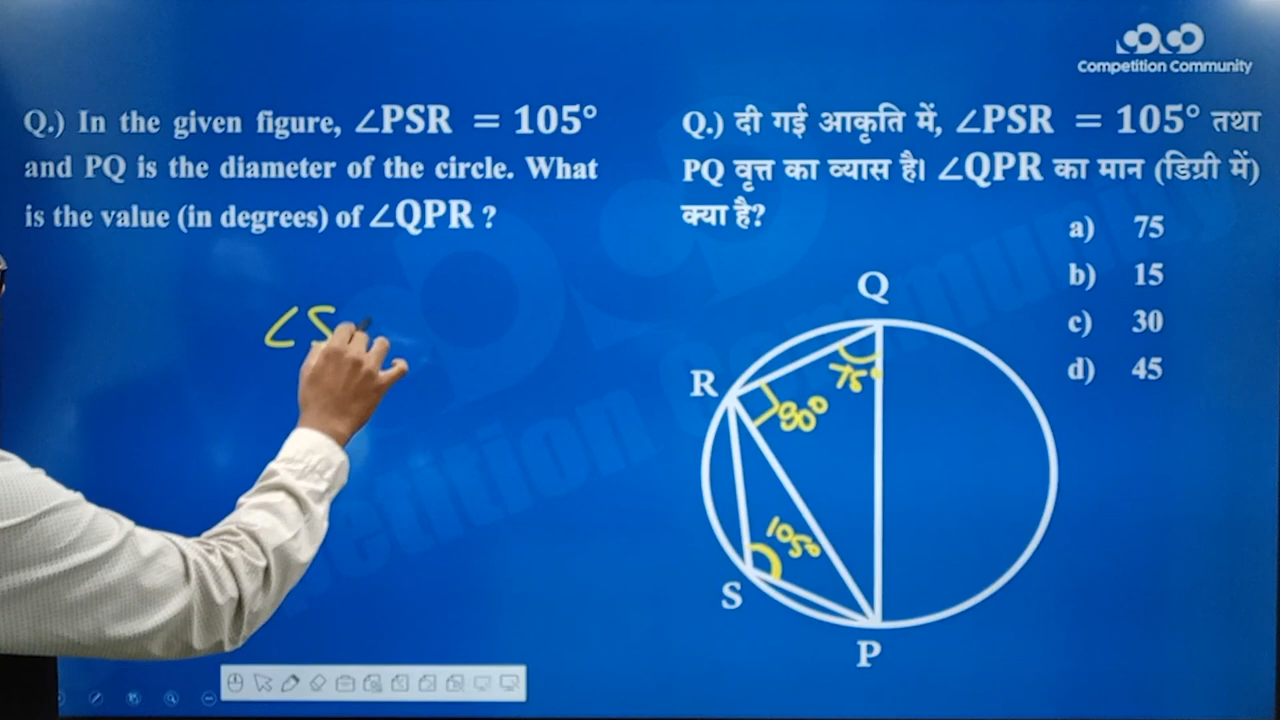 Competition Community
Q.) In the given figure, ∠PSR = 105°
and PQ is the diameter of the circle. What
is the value (in degrees) of ∠QPR ?
Q.) दी गई आकृति में, ∠PSR = 105° तथा
PQ वृत्त का व्यास है। ∠QPR का मान (डिग्री में)
क्या है?
a) 75
b) 15
c) 30
d) 45
∠S
Q
R
75°
90°
105°
S
P